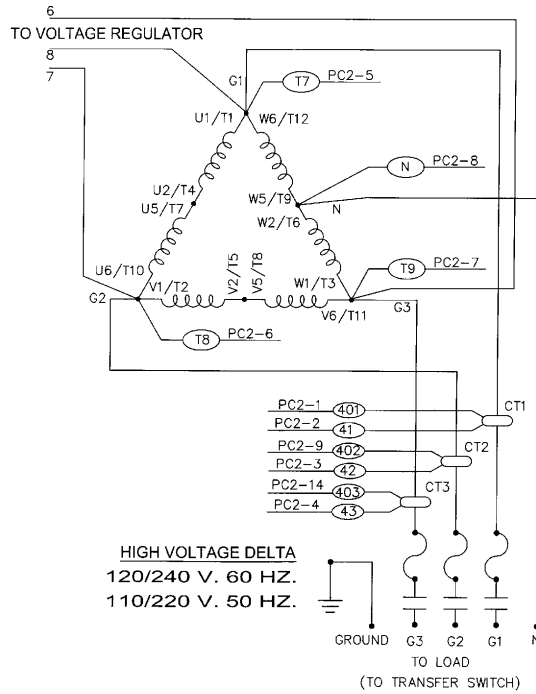 6
TO VOLTAGE REGULATOR
8
7
G1
T7
PC2-5
U1/T1
W6/T12
N
PC2-8
U2/T4
U5/T7
W5/T9
W2/T6
N
U6/T10
V1/T2
V2/T5
V5/T8
W1/T3
T9
PC2-7
G2
V6/T11
G3
T8
PC2-6
PC2-1
401
CT1
PC2-2
41
PC2-9
402
CT2
PC2-3
42
PC2-14
403
CT3
PC2-4
43
HIGH VOLTAGE DELTA
120/240 V. 60 HZ.
110/220 V. 50 HZ.
GROUND
G3
G2
G1
N
TO LOAD
(TO TRANSFER SWITCH)